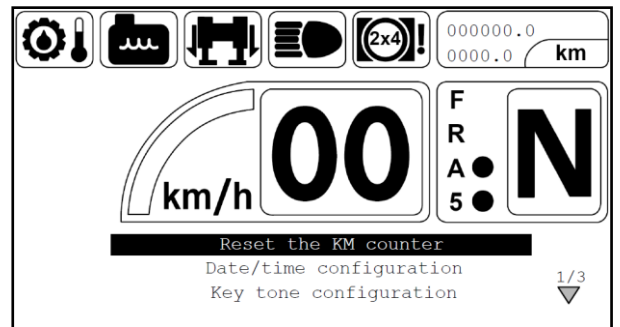 2x4 !
000000.0
0000.0 km
km/h 00
F
R
A
5
N
Reset the KM counter
Date/time configuration
Key tone configuration
1/3